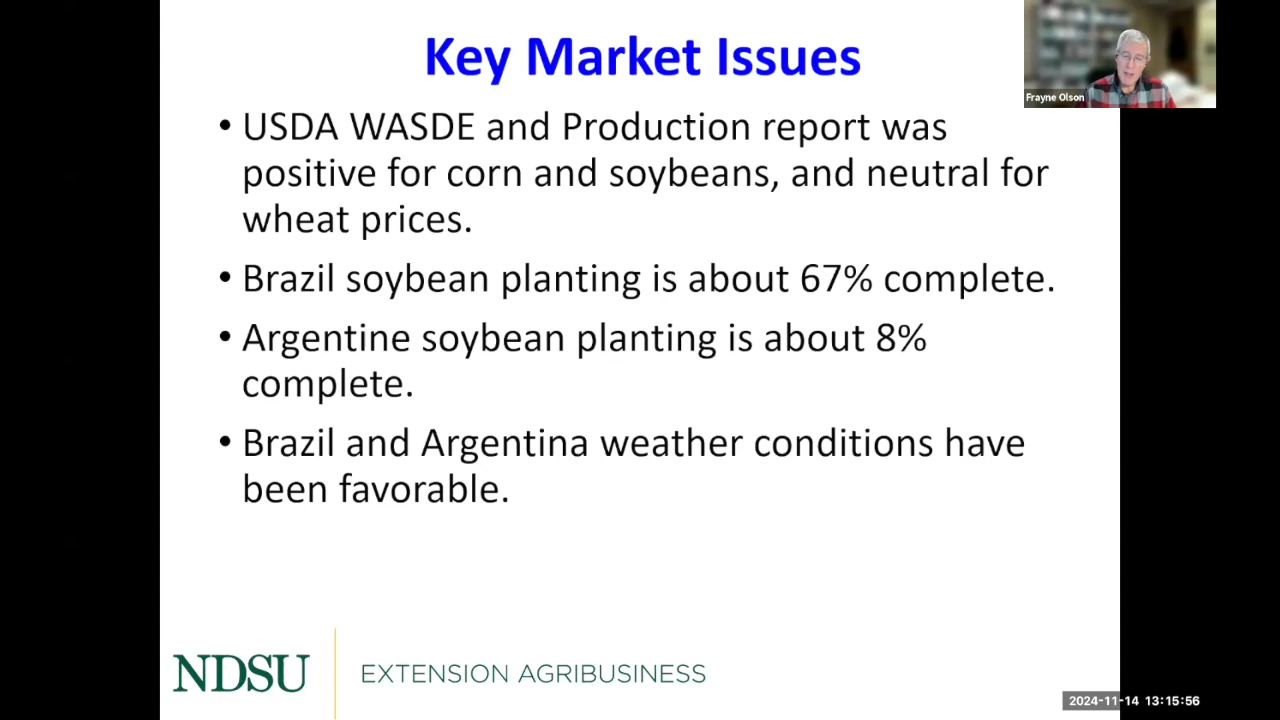 Key Market Issues
Frayne Olson
• USDA WASDE and Production report was
positive for corn and soybeans, and neutral for
wheat prices.
• Brazil soybean planting is about 67% complete.
• Argentine soybean planting is about 8%
complete.
• Brazil and Argentina weather conditions have
been favorable.
NDSU EXTENSION AGRIBUSINESS
2024-11-14 13:15:56